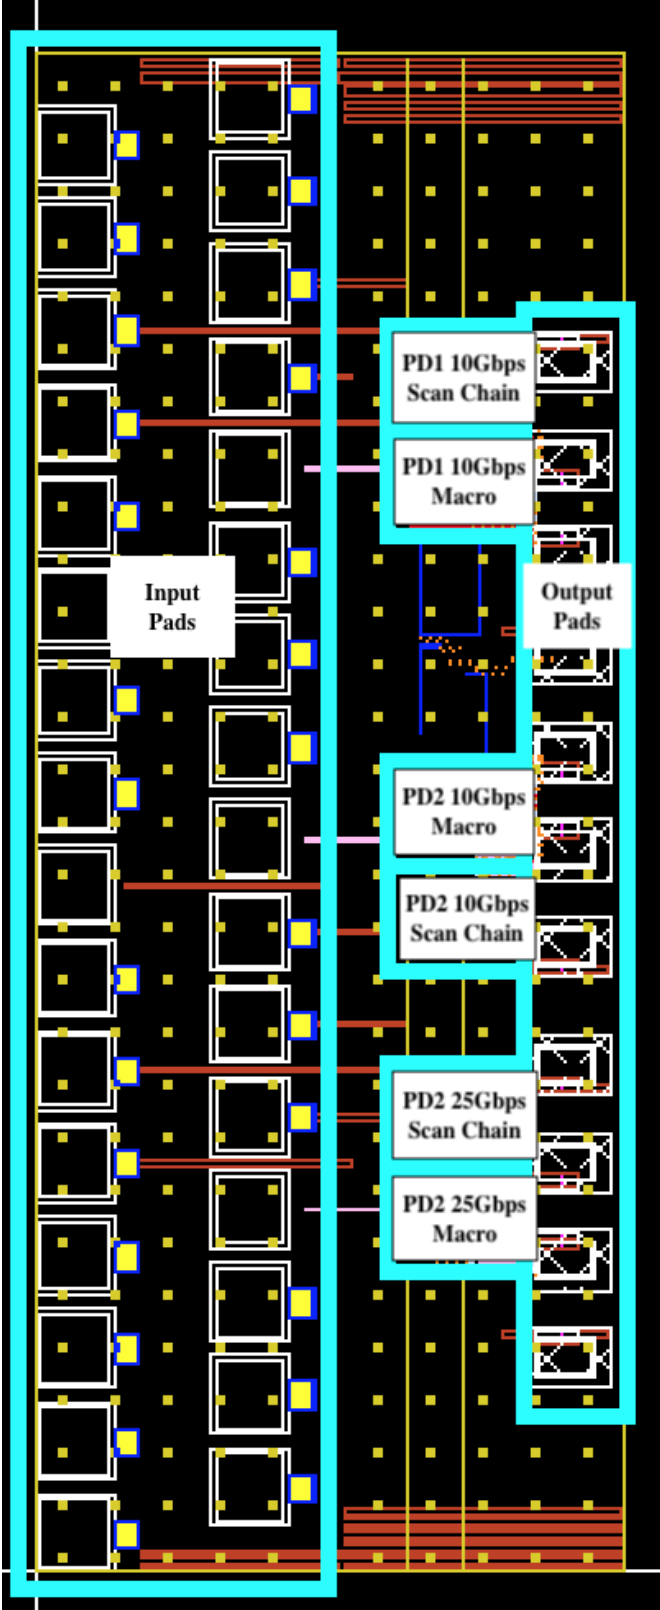 PD1 10Gbps
Scan Chain
PD1 10Gbps
Macro
Input
Pads
Output
Pads
PD2 10Gbps
Macro
PD2 10Gbps
Scan Chain
PD2 25Gbps
Scan Chain
PD2 25Gbps
Macro